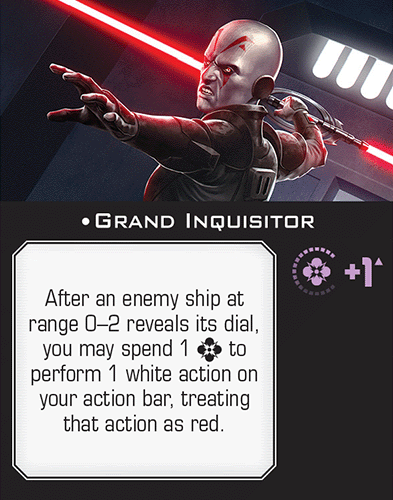 •GRAND INQUISITOR
+1
After an enemy ship at
range 0–2 reveals its dial,
you may spend 1 to
perform 1 white action on
your action bar, treating
that action as red.